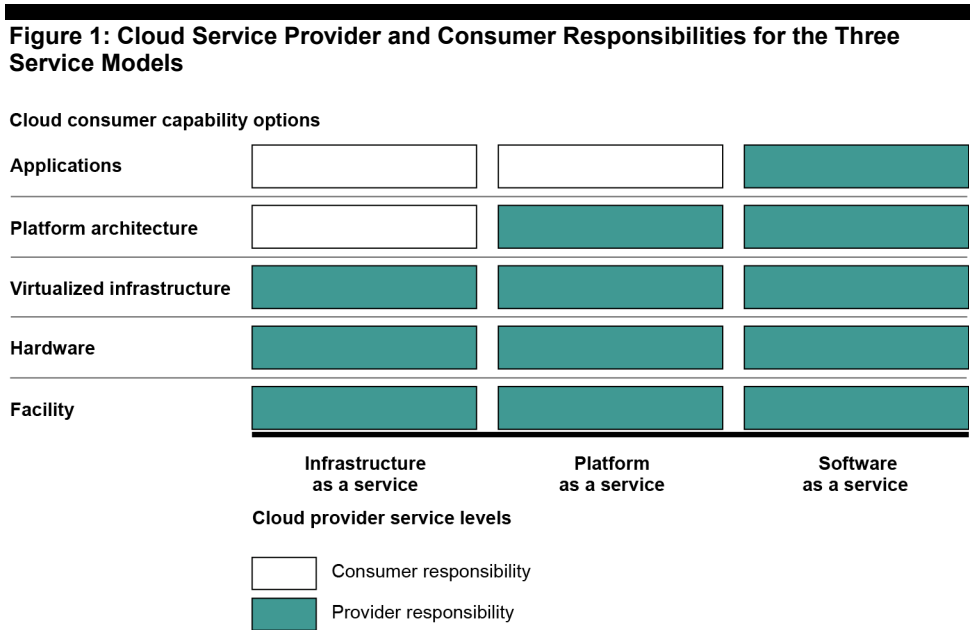 Figure 1: Cloud Service Provider and Consumer Responsibilities for the Three
Service Models
Cloud consumer capability options
Applications
Platform architecture
Virtualized infrastructure
Hardware
Facility
Infrastructure
as a service
Platform
as a service
Software
as a service
Cloud provider service levels
Consumer responsibility
Provider responsibility